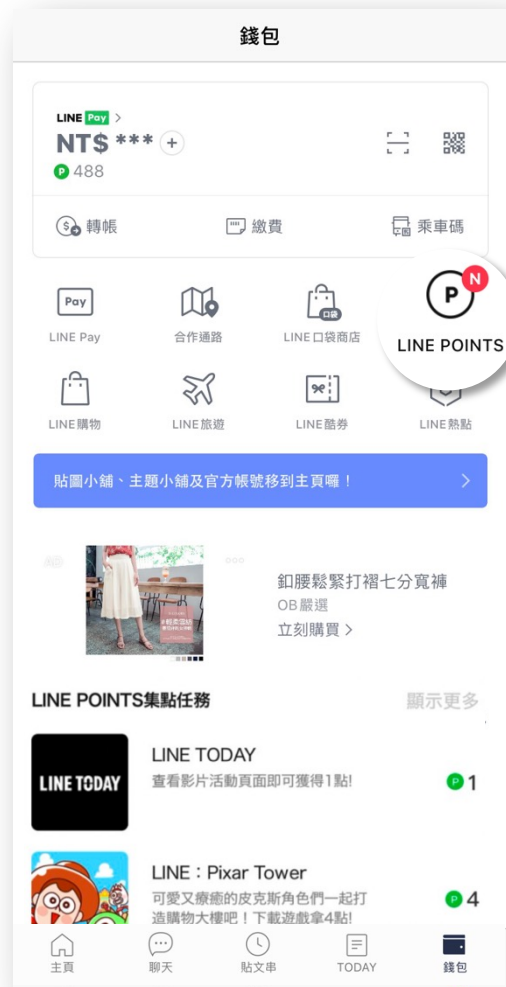 錢包
LINE Pay >
NT$ *** +
P 488
轉帳
繳費
乘車碼
Pay
LINE Pay
合作通路
口袋
LINE 口袋商店
P
N
LINE POINTS
LINE購物
LINE旅遊
LINE酷券
LINE熱點
貼圖小舖、主題小舖及官方帳號移到主頁囉!
AD
釦腰鬆緊打褶七分寬褲
OB嚴選
立刻購買 >
LINE POINTS集點任務
顯示更多
LINE TODAY
LINE TODAY
查看影片活動頁面即可獲得1點!
P 1
LINE:Pixar Tower
可愛又療癒的皮克斯角色們一起打
造購物大樓吧!下載遊戲拿4點!
P 4
主頁
聊天
貼文串
TODAY
錢包